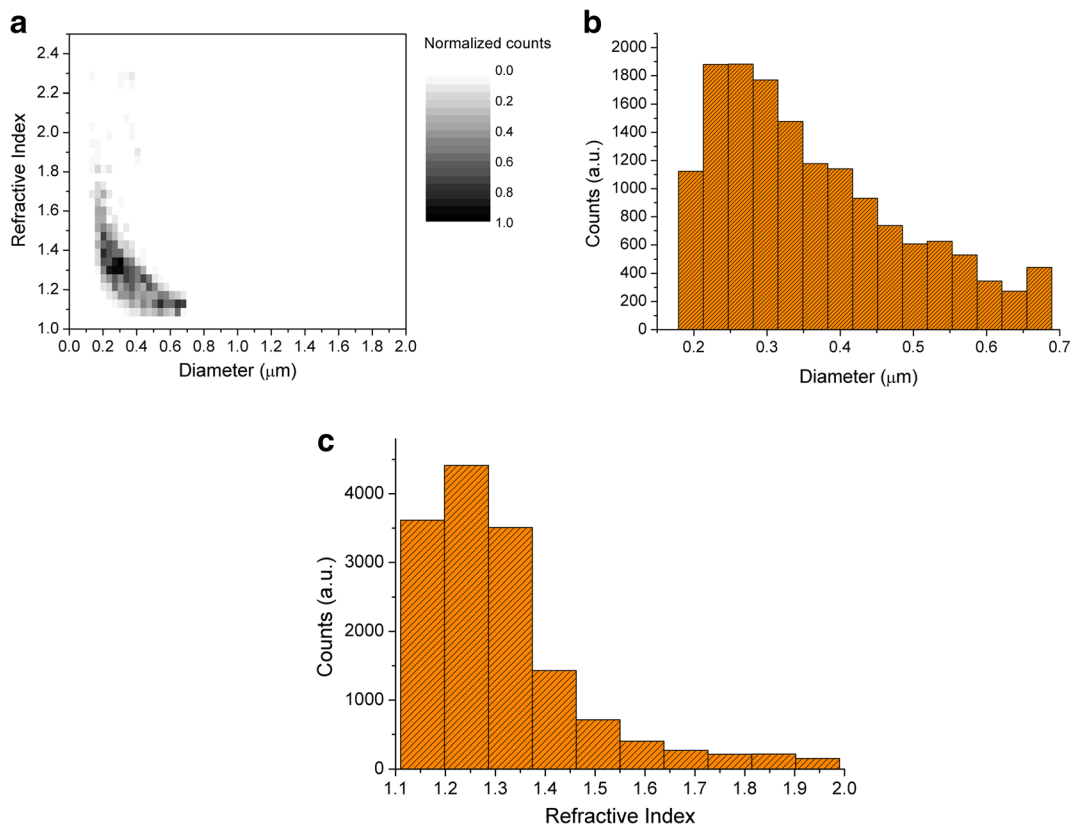 a
Normalized counts
0.0
0.2
0.4
0.6
0.8
1.0
Refractive Index
2.4
2.2
2.0
1.8
1.6
1.4
1.2
1.0
0.0 0.2 0.4 0.6 0.8 1.0 1.2 1.4 1.6 1.8 2.0
Diameter (μm)
b
Counts (a.u.)
2000
1800
1600
1400
1200
1000
800
600
400
200
0
0.2 0.3 0.4 0.5 0.6 0.7
Diameter (μm)
c
Counts (a.u.)
4000
3000
2000
1000
0
1.1 1.2 1.3 1.4 1.5 1.6 1.7 1.8 1.9 2.0
Refractive Index